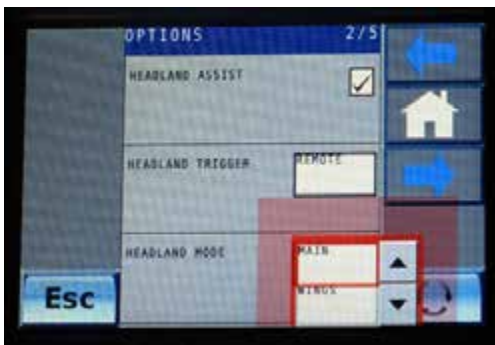 OPTIONS 2/5
HEADLAND ASSIST
HEADLAND TRIGGER REMOTE
HEADLAND MODE MAIN
WINGS
Esc